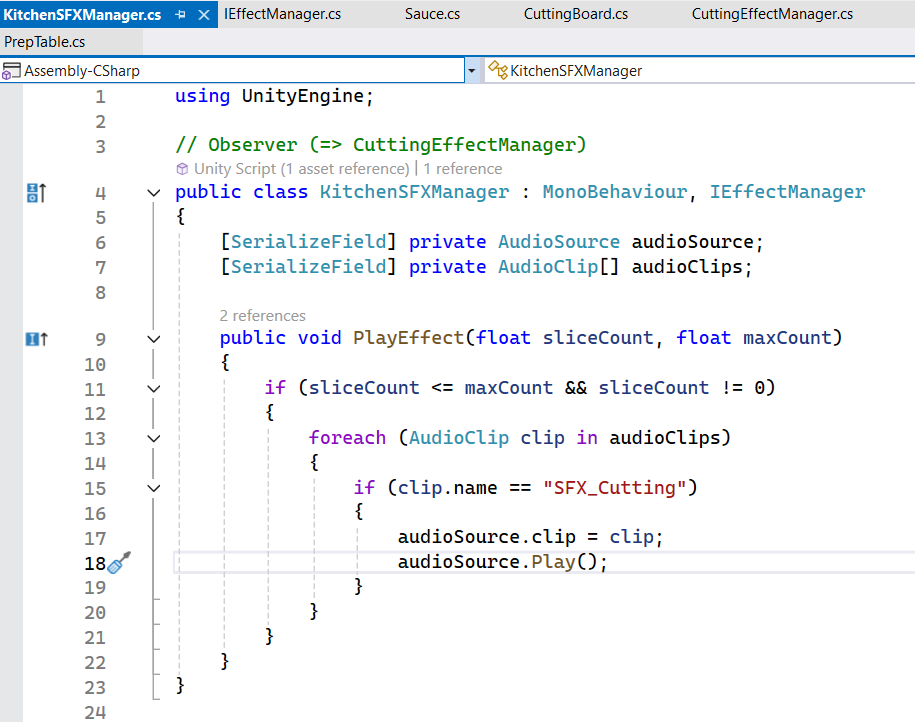 KitchenSFXManager.cs IEffectManager.cs Sauce.cs CuttingBoard.cs CuttingEffectManager.cs
PrepTable.cs
Assembly-CSharp KitchenSFXManager
1 using UnityEngine;
2
3 // Observer (=> CuttingEffectManager)
Unity Script (1 asset reference) | 1 reference
4 public class KitchenSFXManager : MonoBehaviour, IEffectManager
5 {
6 [SerializeField] private AudioSource audioSource;
7 [SerializeField] private AudioClip[] audioClips;
8
2 references
9 public void PlayEffect(float sliceCount, float maxCount)
10 {
11 if (sliceCount <= maxCount && sliceCount != 0)
12 {
13 foreach (AudioClip clip in audioClips)
14 {
15 if (clip.name == "SFX_Cutting")
16 {
17 audioSource.clip = clip;
18 audioSource.Play();
19 }
20 }
21 }
22 }
23 }
24